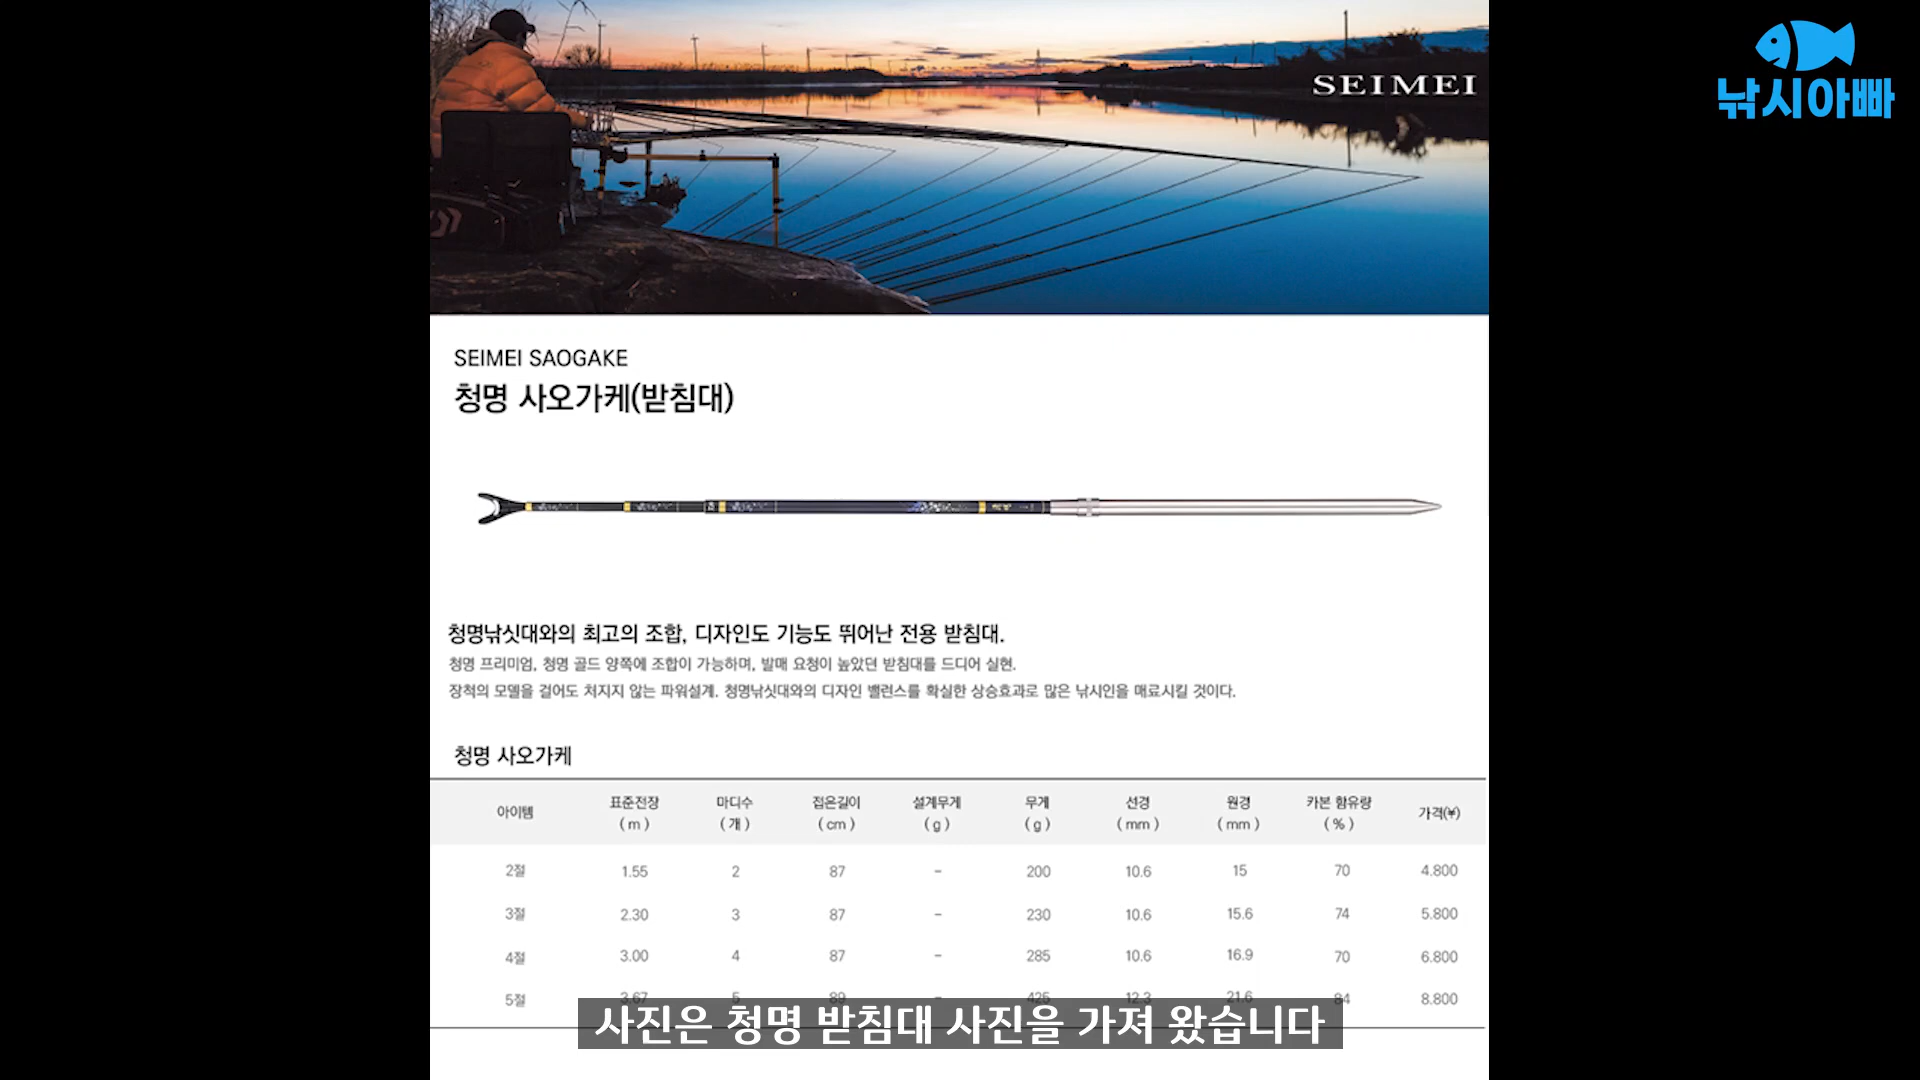 SEIMEI
낚시아빠
SEIMEI SAOGAKE
청명 사오가케(받침대)
청명낚싯대와의 최고의 조합, 디자인도 기능도 뛰어난 전용 받침대.
청명 프리미엄, 청명 골드 양쪽에 조합이 가능하며, 발매 요청이 높았던 받침대를 드디어 실현.
장척의 모델을 걸어도 처지지 않는 파워설계. 청명낚싯대와의 디자인 밸런스를 확실한 상승효과로 많은 낚시인을 매료시킬 것이다.
청명 사오가케
아이템 표준전장 (m) 마디수 (개) 접은길이 (cm) 설계무게 (g) 무게 (g) 선경 (mm) 원경 (mm) 카본 함유량 (%) 가격(¥)
2절 1.55 2 87 - 200 10.6 15 70 4.800
3절 2.30 3 87 - 230 10.6 15.6 74 5.800
4절 3.00 4 87 - 285 10.6 16.9 70 6.800
5절 3.67 5 89 - 425 12.3 21.6 84 8.800
사진은 청명 받침대 사진을 가져 왔습니다